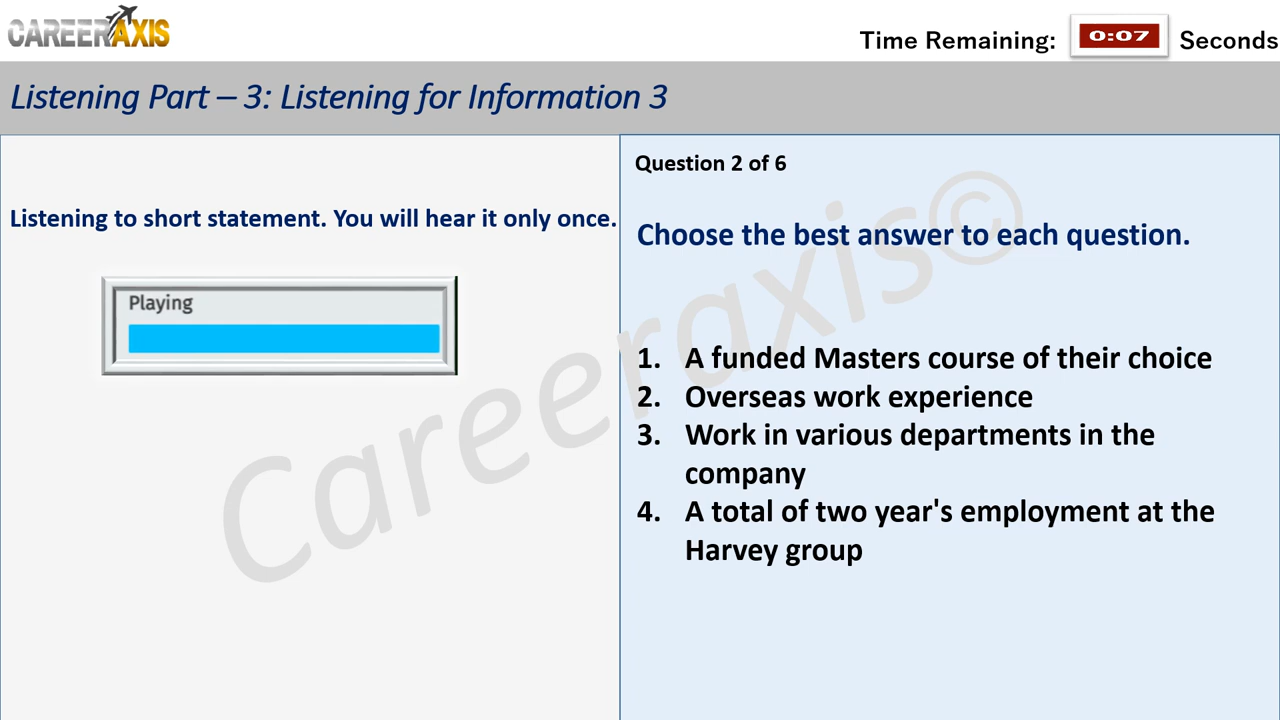 CAREERAXIS
Time Remaining: 0:07 Seconds
Listening Part – 3: Listening for Information 3
Question 2 of 6
Listening to short statement. You will hear it only once.
Choose the best answer to each question.
Playing
1. A funded Masters course of their choice
2. Overseas work experience
3. Work in various departments in the
company
4. A total of two year's employment at the
Harvey group
Careeraxis©